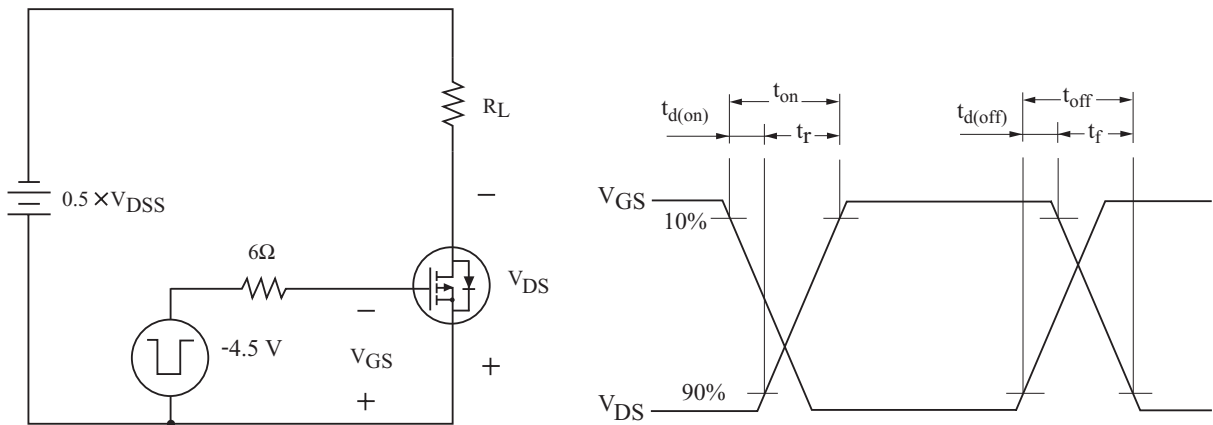 R_L
−
0.5 × V_DSS
6Ω
V_DS
−
-4.5 V
V_GS
+
+
t_on
t_d(on)
t_r
t_off
t_d(off)
t_f
V_GS
10%
90%
V_DS